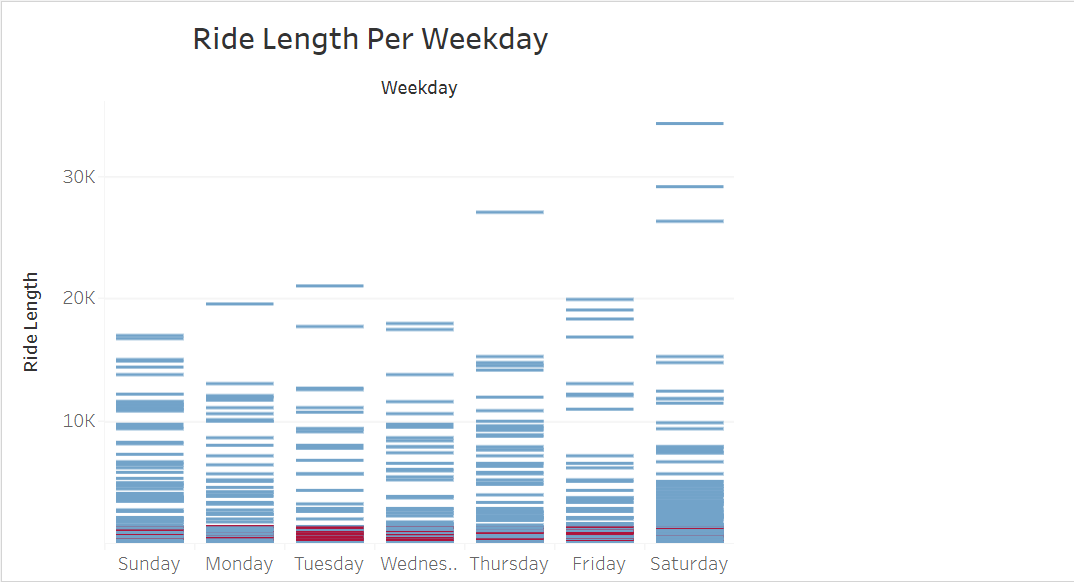 Ride Length Per Weekday
Weekday
30K
20K
10K
Ride Length
Sunday Monday Tuesday Wednes.. Thursday Friday Saturday